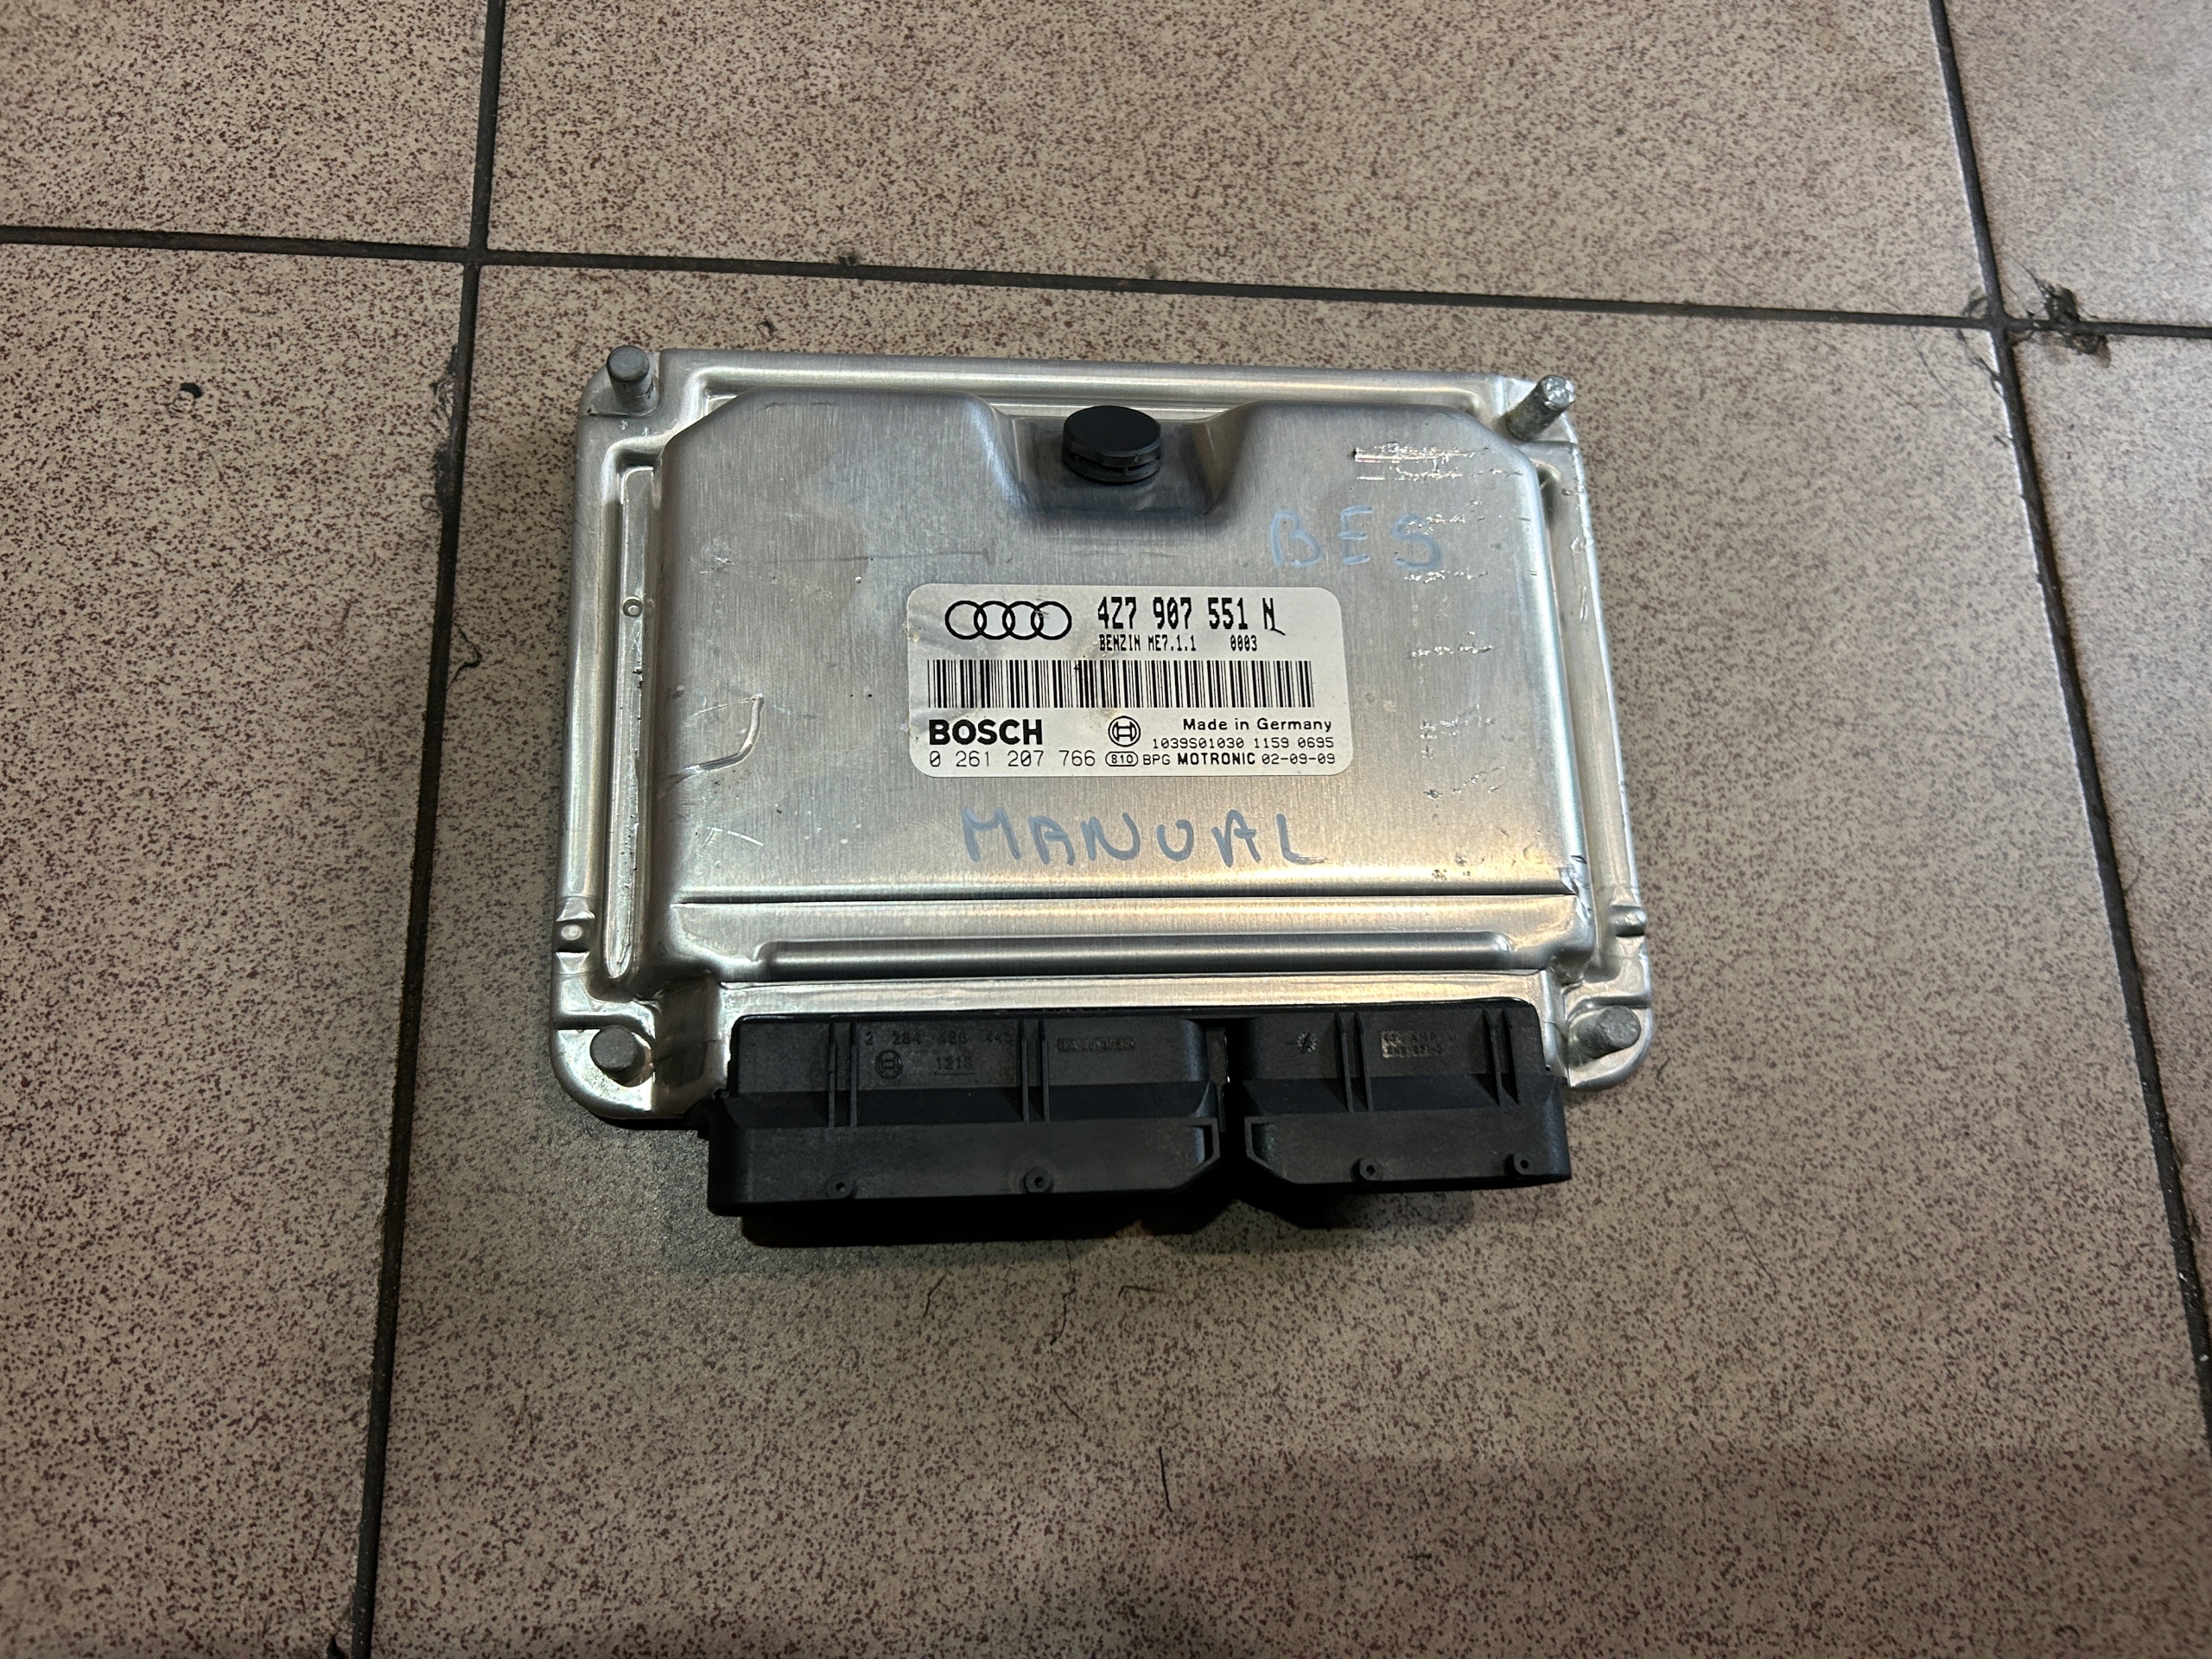 BES
4Z7 907 551 N
BENZIN ME7.1.1 0003
BOSCH
Made in Germany
1039S01030 1159 0695
0 261 207 766 810 BPG MOTRONIC 02-09-09
MANUAL
1218